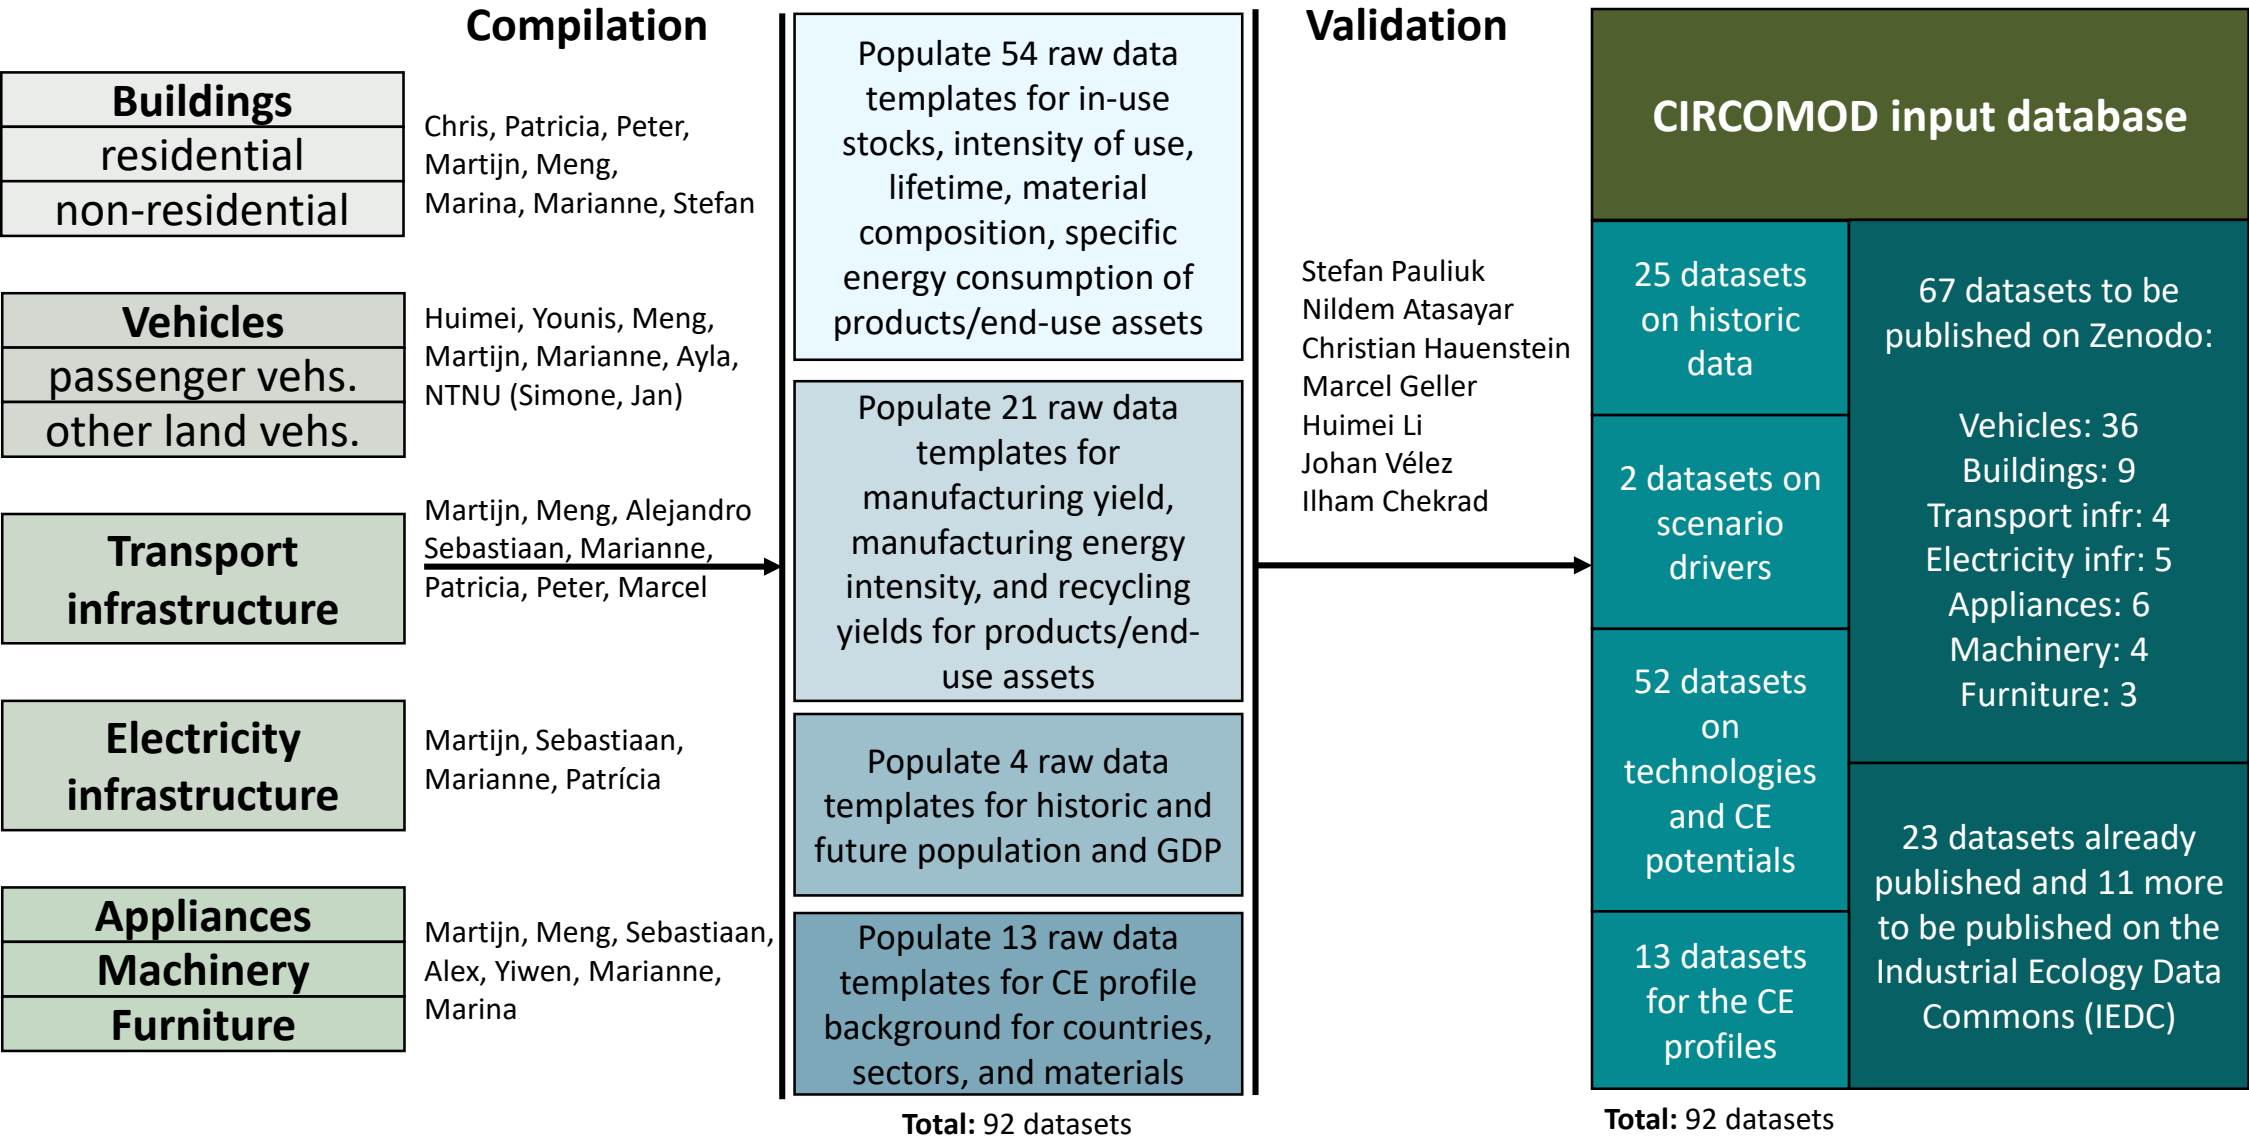 Compilation
Buildings
residential
non-residential
Chris, Patricia, Peter,
Martijn, Meng,
Marina, Marianne, Stefan
Vehicles
passenger vehs.
other land vehs.
Huimei, Younis, Meng,
Martijn, Marianne, Ayla,
NTNU (Simone, Jan)
Transport
infrastructure
Martijn, Meng, Alejandro
Sebastiaan, Marianne,
Patricia, Peter, Marcel
Electricity
infrastructure
Martijn, Sebastiaan,
Marianne, Patrícia
Appliances
Machinery
Furniture
Martijn, Meng, Sebastiaan,
Alex, Yiwen, Marianne,
Marina
Populate 54 raw data
templates for in-use
stocks, intensity of use,
lifetime, material
composition, specific
energy consumption of
products/end-use assets
Populate 21 raw data
templates for
manufacturing yield,
manufacturing energy
intensity, and recycling
yields for products/end-
use assets
Populate 4 raw data
templates for historic and
future population and GDP
Populate 13 raw data
templates for CE profile
background for countries,
sectors, and materials
Total: 92 datasets
Validation
Stefan Pauliuk
Nildem Atasayar
Christian Hauenstein
Marcel Geller
Huimei Li
Johan Vélez
Ilham Chekrad
CIRCOMOD input database
25 datasets
on historic
data
2 datasets on
scenario
drivers
52 datasets
on
technologies
and CE
potentials
13 datasets
for the CE
profiles
67 datasets to be
published on Zenodo:
Vehicles: 36
Buildings: 9
Transport infr: 4
Electricity infr: 5
Appliances: 6
Machinery: 4
Furniture: 3
23 datasets already
published and 11 more
to be published on the
Industrial Ecology Data
Commons (IEDC)
Total: 92 datasets